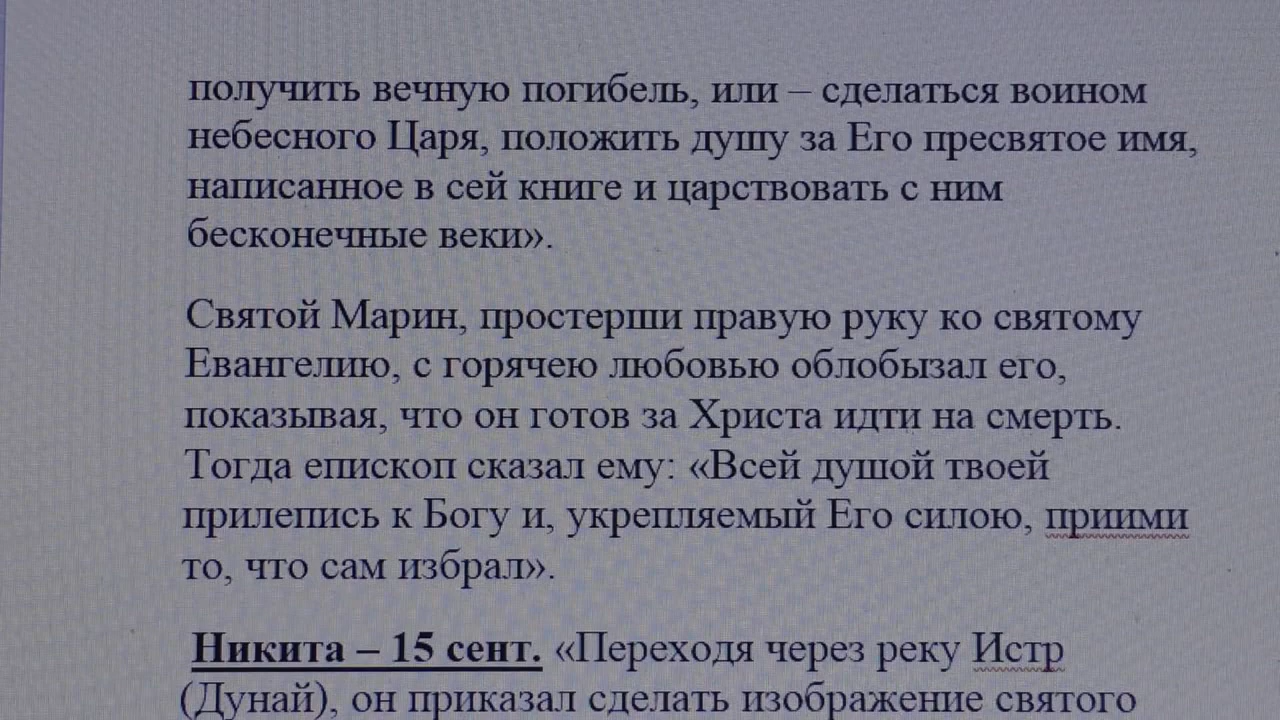 получить вечную погибель, или – сделаться воином
небесного Царя, положить душу за Его пресвятое имя,
написанное в сей книге и царствовать с ним
бесконечные веки».
Святой Марин, простерши правую руку ко святому
Евангелию, с горячею любовью облобызал его,
показывая, что он готов за Христа идти на смерть.
Тогда епископ сказал ему: «Всей душой твоей
прилепись к Богу и, укрепляемый Его силою, приими
то, что сам избрал».
Никита – 15 сент. «Переходя через реку Истр
(Дунай), он приказал сделать изображение святого